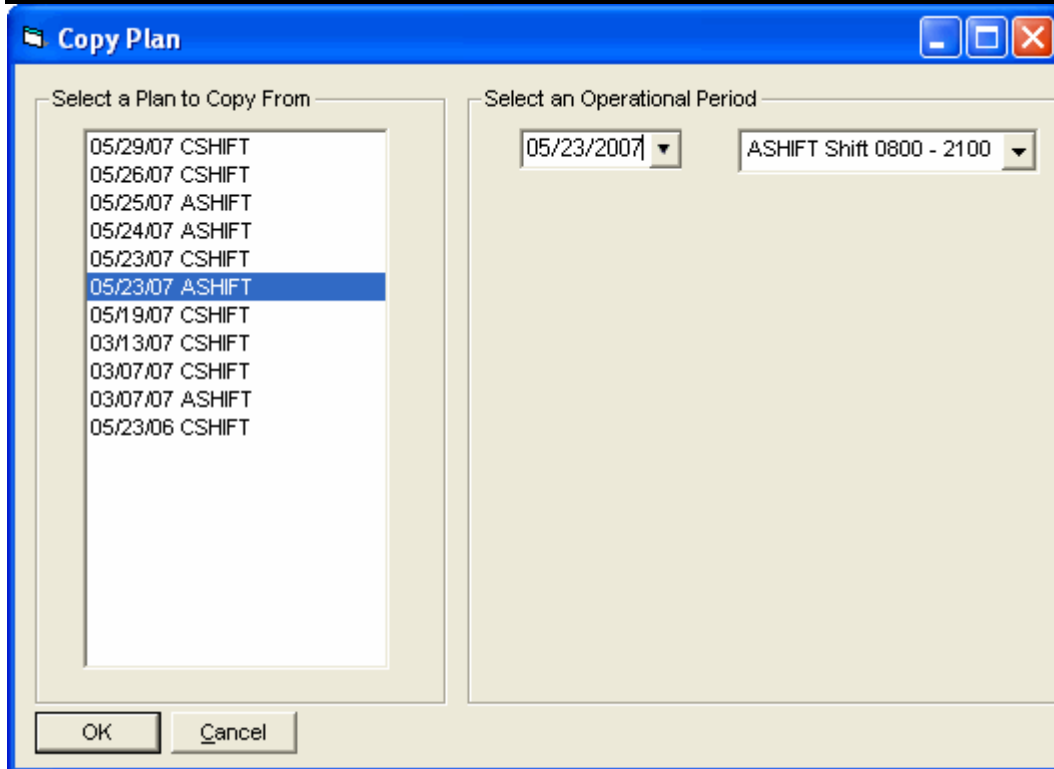 Copy Plan
Select a Plan to Copy From
05/29/07 CSHIFT
05/26/07 CSHIFT
05/25/07 ASHIFT
05/24/07 ASHIFT
05/23/07 CSHIFT
05/23/07 ASHIFT
05/19/07 CSHIFT
03/13/07 CSHIFT
03/07/07 CSHIFT
03/07/07 ASHIFT
05/23/06 CSHIFT
Select an Operational Period
05/23/2007
ASHIFT Shift 0800 - 2100
OK
Cancel